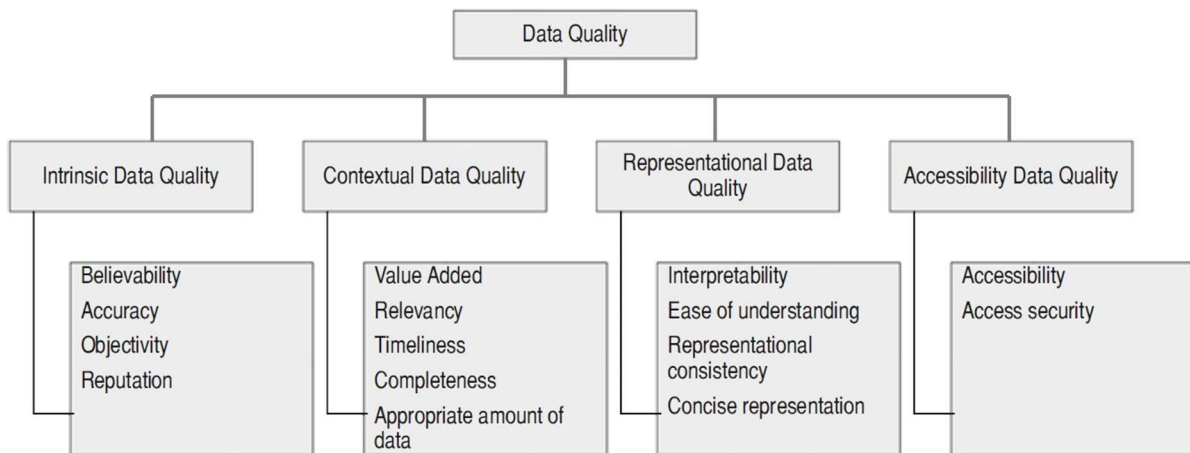 Data Quality
Intrinsic Data Quality
Contextual Data Quality
Representational Data
Quality
Accessibility Data Quality
Believability
Accuracy
Objectivity
Reputation
Value Added
Relevancy
Timeliness
Completeness
Appropriate amount of
data
Interpretability
Ease of understanding
Representational
consistency
Concise representation
Accessibility
Access security